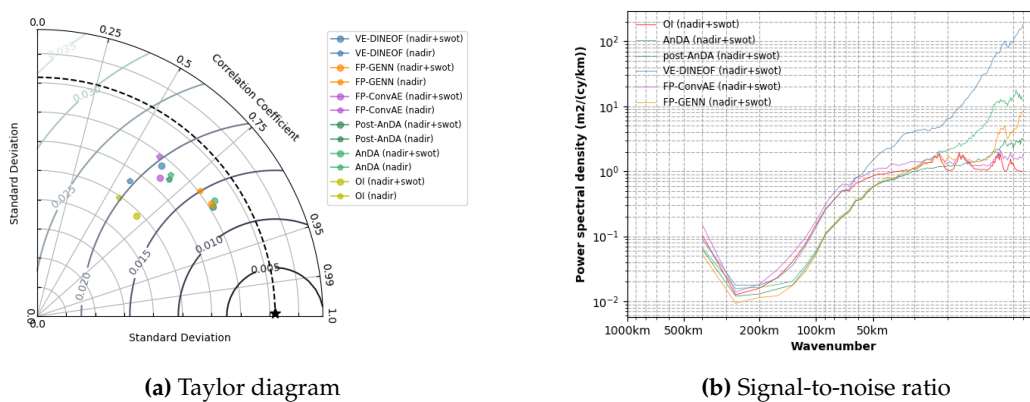 0.0
0.25
0.5
Correlation Coefficient
0.75
0.95
0.99
1.0
0.035
0.030
0.025
0.020
0.015
0.010
0.005
Standard Deviation
0.0
Standard Deviation
VE-DINEOF (nadir+swot)
VE-DINEOF (nadir)
FP-GENN (nadir+swot)
FP-GENN (nadir)
FP-ConvAE (nadir+swot)
FP-ConvAE (nadir)
Post-AnDA (nadir+swot)
Post-AnDA (nadir)
AnDA (nadir+swot)
AnDA (nadir)
OI (nadir+swot)
OI (nadir)
(a) Taylor diagram
Power spectral density (m2/(cy/km))
10²
10¹
10⁰
10⁻¹
10⁻²
OI (nadir+swot)
AnDA (nadir+swot)
post-AnDA (nadir+swot)
VE-DINEOF (nadir+swot)
FP-ConvAE (nadir+swot)
FP-GENN (nadir+swot)
1000km 500km 200km 100km 50km
Wavenumber
(b) Signal-to-noise ratio